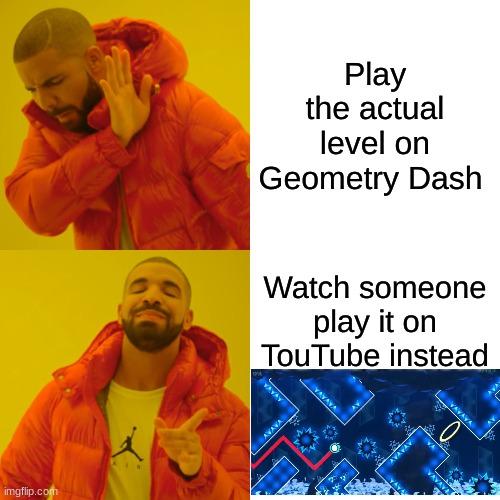 Play
the actual
level on
Geometry Dash
Watch someone
play it on
TouTube instead
imgflip.com